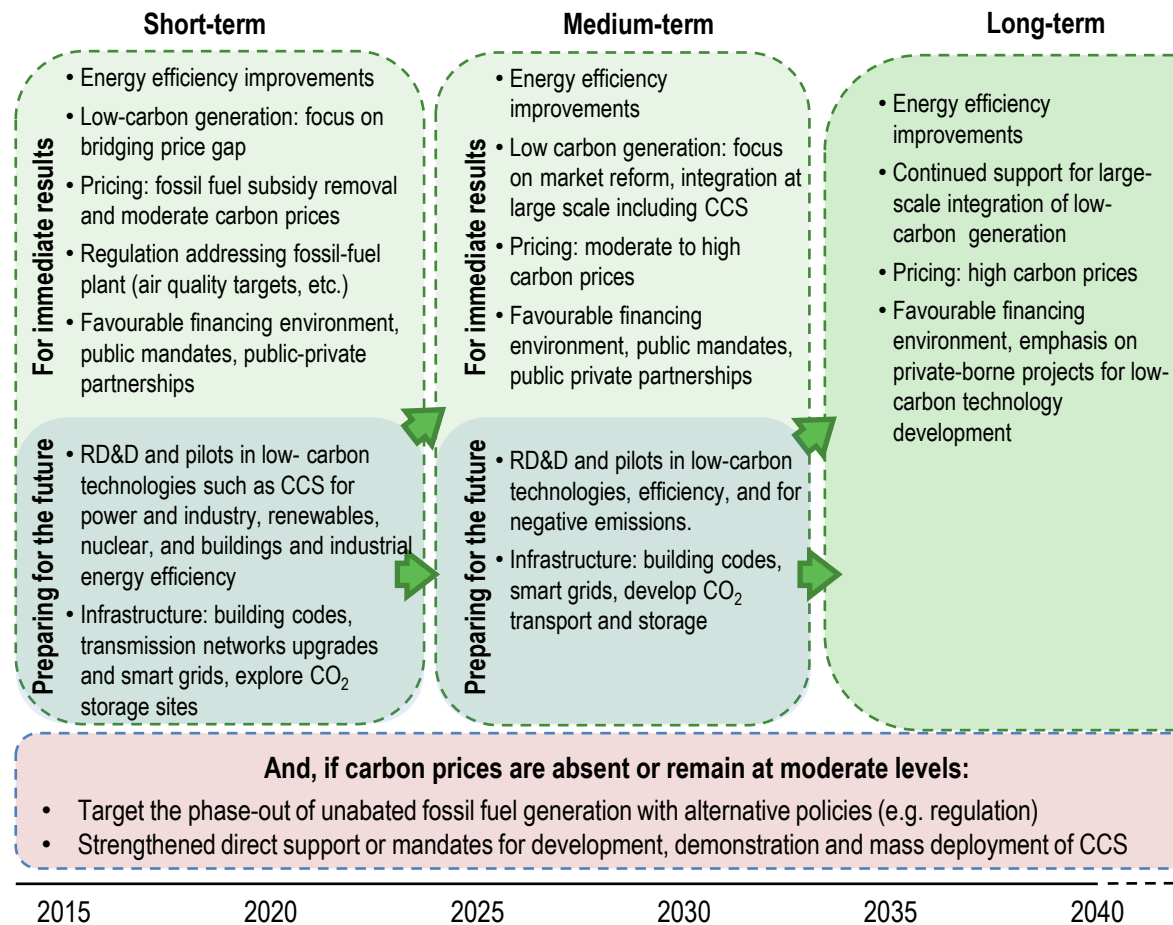 Short-term
For immediate results
• Energy efficiency improvements
• Low-carbon generation: focus on
bridging price gap
• Pricing: fossil fuel subsidy removal
and moderate carbon prices
• Regulation addressing fossil-fuel
plant (air quality targets, etc.)
• Favourable financing environment,
public mandates, public-private
partnerships
Preparing for the future
• RD&D and pilots in low- carbon
technologies such as CCS for
power and industry, renewables,
nuclear, and buildings and industrial
energy efficiency
• Infrastructure: building codes,
transmission networks upgrades
and smart grids, explore CO₂
storage sites
Medium-term
For immediate results
• Energy efficiency
improvements
• Low carbon generation: focus
on market reform, integration at
large scale including CCS
• Pricing: moderate to high
carbon prices
• Favourable financing
environment, public mandates,
public private partnerships
Preparing for the future
• RD&D and pilots in low-carbon
technologies, efficiency, and for
negative emissions.
• Infrastructure: building codes,
smart grids, develop CO₂
transport and storage
Long-term
• Energy efficiency
improvements
• Continued support for large-
scale integration of low-
carbon generation
• Pricing: high carbon prices
• Favourable financing
environment, emphasis on
private-borne projects for low-
carbon technology
development
And, if carbon prices are absent or remain at moderate levels:
• Target the phase-out of unabated fossil fuel generation with alternative policies (e.g. regulation)
• Strengthened direct support or mandates for development, demonstration and mass deployment of CCS
2015 2020 2025 2030 2035 2040